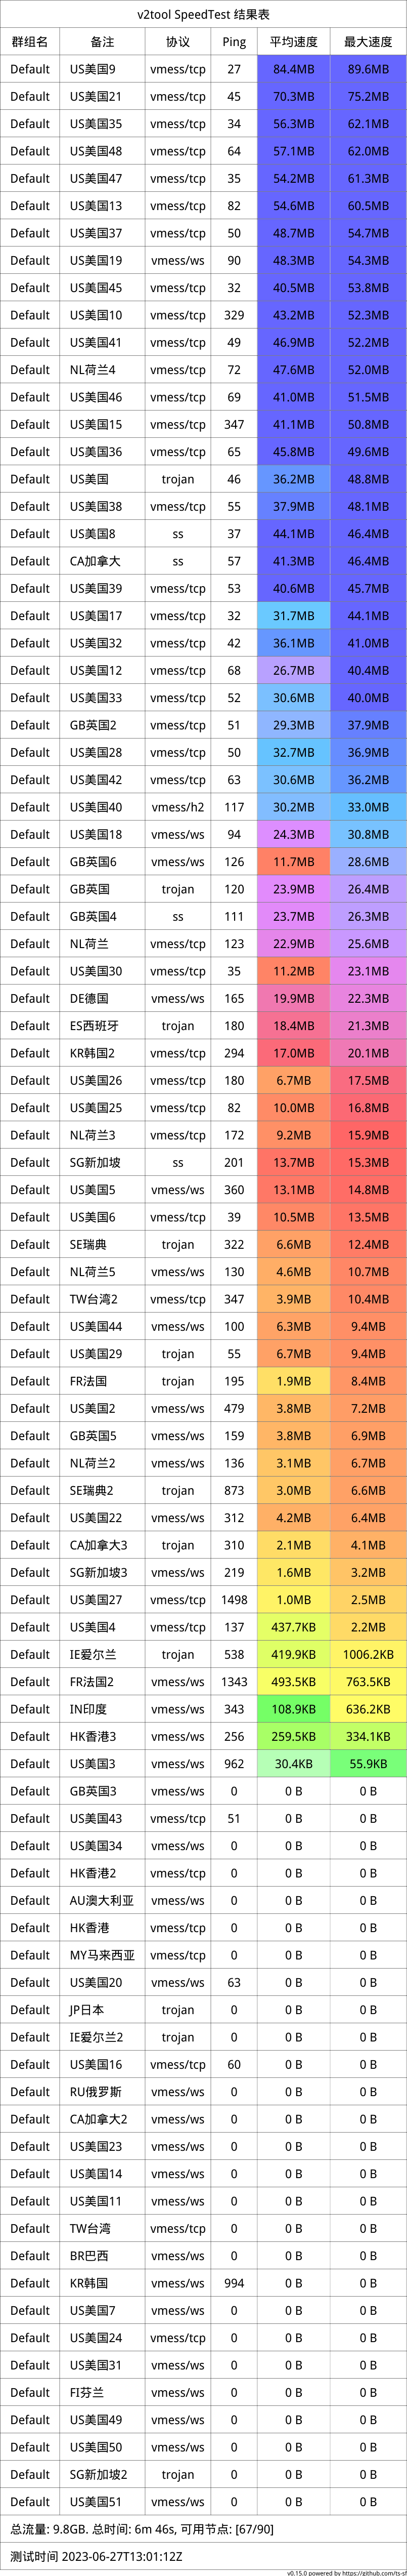 v2tool SpeedTest 结果表
群组名 备注 协议 Ping 平均速度 最大速度
Default US美国9 vmess/tcp 27 84.4MB 89.6MB
Default US美国21 vmess/tcp 45 70.3MB 75.2MB
Default US美国35 vmess/tcp 34 56.3MB 62.1MB
Default US美国48 vmess/tcp 64 57.1MB 62.0MB
Default US美国47 vmess/tcp 35 54.2MB 61.3MB
Default US美国13 vmess/tcp 82 54.6MB 60.5MB
Default US美国37 vmess/tcp 50 48.7MB 54.7MB
Default US美国19 vmess/ws 90 48.3MB 54.3MB
Default US美国45 vmess/tcp 32 40.5MB 53.8MB
Default US美国10 vmess/tcp 329 43.2MB 52.3MB
Default US美国41 vmess/tcp 49 46.9MB 52.2MB
Default NL荷兰4 vmess/tcp 72 47.6MB 52.0MB
Default US美国46 vmess/tcp 69 41.0MB 51.5MB
Default US美国15 vmess/tcp 347 41.1MB 50.8MB
Default US美国36 vmess/tcp 65 45.8MB 49.6MB
Default US美国 trojan 46 36.2MB 48.8MB
Default US美国38 vmess/tcp 55 37.9MB 48.1MB
Default US美国8 ss 37 44.1MB 46.4MB
Default CA加拿大 ss 57 41.3MB 46.4MB
Default US美国39 vmess/tcp 53 40.6MB 45.7MB
Default US美国17 vmess/tcp 32 31.7MB 44.1MB
Default US美国32 vmess/tcp 42 36.1MB 41.0MB
Default US美国12 vmess/tcp 68 26.7MB 40.4MB
Default US美国33 vmess/tcp 52 30.6MB 40.0MB
Default GB英国2 vmess/tcp 51 29.3MB 37.9MB
Default US美国28 vmess/tcp 50 32.7MB 36.9MB
Default US美国42 vmess/tcp 63 30.6MB 36.2MB
Default US美国40 vmess/h2 117 30.2MB 33.0MB
Default US美国18 vmess/ws 94 24.3MB 30.8MB
Default GB英国6 vmess/ws 126 11.7MB 28.6MB
Default GB英国 trojan 120 23.9MB 26.4MB
Default GB英国4 ss 111 23.7MB 26.3MB
Default NL荷兰 vmess/tcp 123 22.9MB 25.6MB
Default US美国30 vmess/tcp 35 11.2MB 23.1MB
Default DE德国 vmess/ws 165 19.9MB 22.3MB
Default ES西班牙 trojan 180 18.4MB 21.3MB
Default KR韩国2 vmess/tcp 294 17.0MB 20.1MB
Default US美国26 vmess/tcp 180 6.7MB 17.5MB
Default US美国25 vmess/tcp 82 10.0MB 16.8MB
Default NL荷兰3 vmess/tcp 172 9.2MB 15.9MB
Default SG新加坡 ss 201 13.7MB 15.3MB
Default US美国5 vmess/ws 360 13.1MB 14.8MB
Default US美国6 vmess/tcp 39 10.5MB 13.5MB
Default SE瑞典 trojan 322 6.6MB 12.4MB
Default NL荷兰5 vmess/ws 130 4.6MB 10.7MB
Default TW台湾2 vmess/tcp 347 3.9MB 10.4MB
Default US美国44 vmess/ws 100 6.3MB 9.4MB
Default US美国29 trojan 55 6.7MB 9.4MB
Default FR法国 trojan 195 1.9MB 8.4MB
Default US美国2 vmess/ws 479 3.8MB 7.2MB
Default GB英国5 vmess/ws 159 3.8MB 6.9MB
Default NL荷兰2 vmess/ws 136 3.1MB 6.7MB
Default SE瑞典2 trojan 873 3.0MB 6.6MB
Default US美国22 vmess/ws 312 4.2MB 6.4MB
Default CA加拿大3 trojan 310 2.1MB 4.1MB
Default SG新加坡3 vmess/ws 219 1.6MB 3.2MB
Default US美国27 vmess/tcp 1498 1.0MB 2.5MB
Default US美国4 vmess/tcp 137 437.7KB 2.2MB
Default IE爱尔兰 trojan 538 419.9KB 1006.2KB
Default FR法国2 vmess/ws 1343 493.5KB 763.5KB
Default IN印度 vmess/ws 343 108.9KB 636.2KB
Default HK香港3 vmess/tcp 256 259.5KB 334.1KB
Default US美国3 vmess/ws 962 30.4KB 55.9KB
Default GB英国3 vmess/ws 0 0 B 0 B
Default US美国43 vmess/tcp 51 0 B 0 B
Default US美国34 vmess/ws 0 0 B 0 B
Default HK香港2 vmess/tcp 0 0 B 0 B
Default AU澳大利亚 vmess/ws 0 0 B 0 B
Default HK香港 vmess/tcp 0 0 B 0 B
Default MY马来西亚 vmess/tcp 0 0 B 0 B
Default US美国20 vmess/ws 63 0 B 0 B
Default JP日本 trojan 0 0 B 0 B
Default IE爱尔兰2 trojan 0 0 B 0 B
Default US美国16 vmess/tcp 60 0 B 0 B
Default RU俄罗斯 vmess/ws 0 0 B 0 B
Default CA加拿大2 vmess/ws 0 0 B 0 B
Default US美国23 vmess/ws 0 0 B 0 B
Default US美国14 vmess/ws 0 0 B 0 B
Default US美国11 vmess/ws 0 0 B 0 B
Default TW台湾 vmess/tcp 0 0 B 0 B
Default BR巴西 vmess/ws 0 0 B 0 B
Default KR韩国 vmess/ws 994 0 B 0 B
Default US美国7 vmess/ws 0 0 B 0 B
Default US美国24 vmess/tcp 0 0 B 0 B
Default US美国31 vmess/ws 0 0 B 0 B
Default FI芬兰 vmess/ws 0 0 B 0 B
Default US美国49 vmess/ws 0 0 B 0 B
Default US美国50 vmess/ws 0 0 B 0 B
Default SG新加坡2 trojan 0 0 B 0 B
Default US美国51 vmess/ws 0 0 B 0 B
总流量: 9.8GB. 总时间: 6m 46s, 可用节点: [67/90]
测试时间 2023-06-27T13:01:12Z
v0.15.0 powered by https://github.com/ts-sf